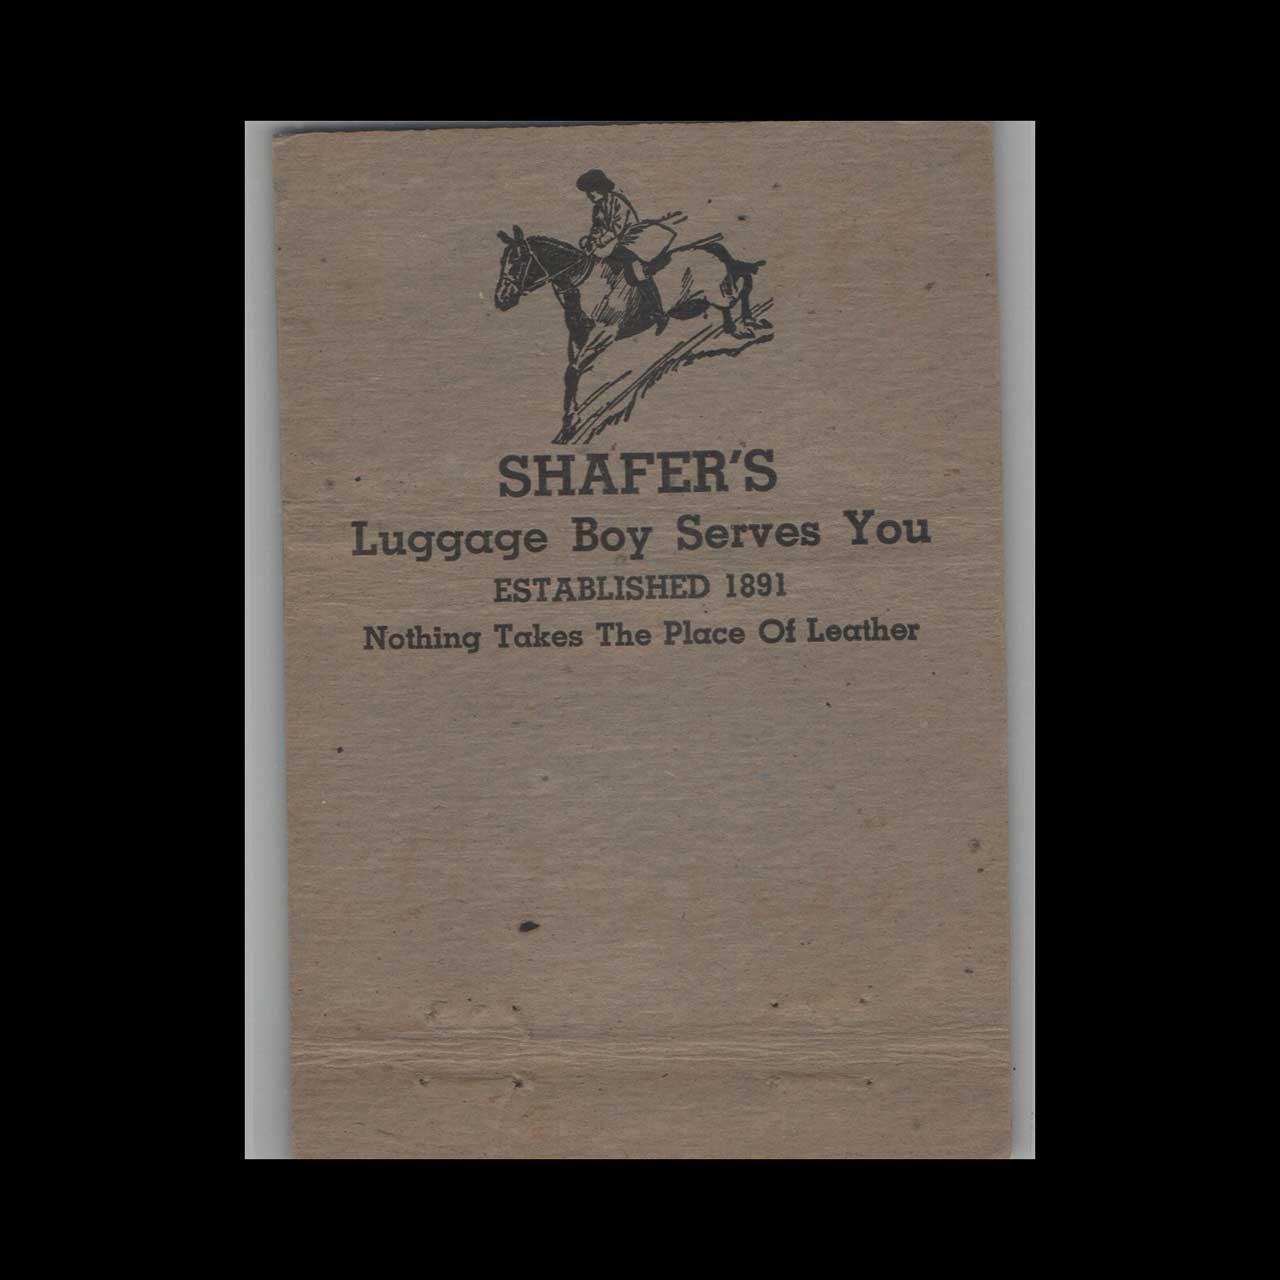 SHAFER'S
Luggage Boy Serves You
ESTABLISHED 1891
Nothing Takes The Place Of Leather